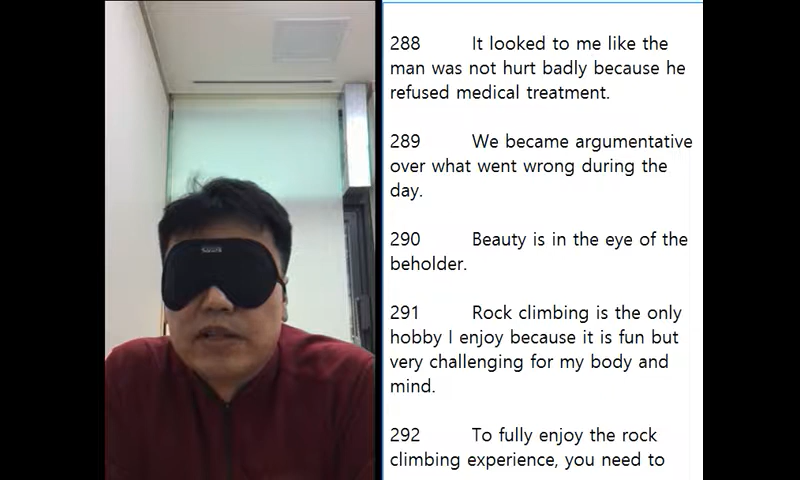 288 It looked to me like the
man was not hurt badly because he
refused medical treatment.
289 We became argumentative
over what went wrong during the
day.
290 Beauty is in the eye of the
beholder.
291 Rock climbing is the only
hobby I enjoy because it is fun but
very challenging for my body and
mind.
292 To fully enjoy the rock
climbing experience, you need to